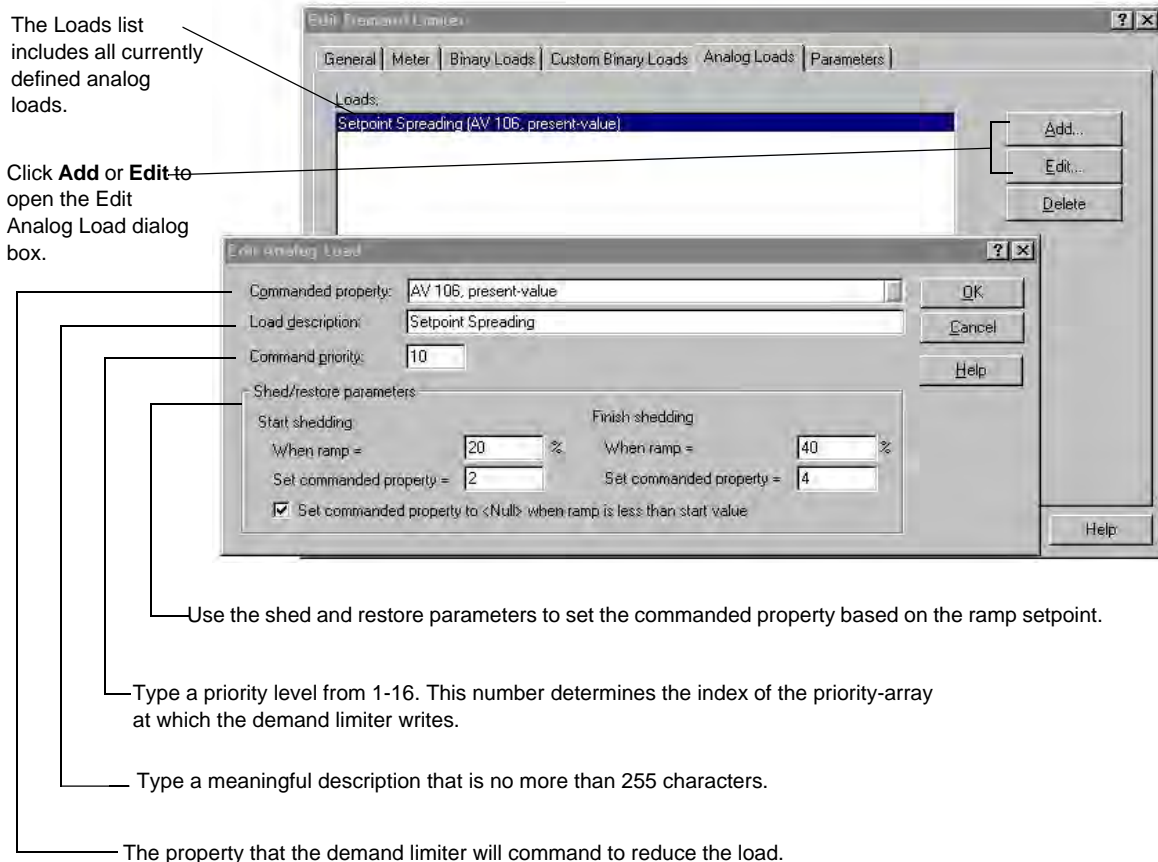 The Loads list
includes all currently
defined analog
loads.
Click Add or Edit to
open the Edit
Analog Load dialog
box.
Edit Demand Limiter
General Meter Binary Loads Custom Binary Loads Analog Loads Parameters
Loads:
Setpoint Spreading (AV 106, present-value)
Add...
Edit...
Delete
Edit Analog Load
Commanded property: AV 106, present-value
Load description: Setpoint Spreading
Command priority: 10
OK
Cancel
Help
Shed/restore parameters
Start shedding
When ramp = 20 %
Set commanded property = 2
Finish shedding
When ramp = 40 %
Set commanded property = 4
Set commanded property to <Null> when ramp is less than start value
Help
Use the shed and restore parameters to set the commanded property based on the ramp setpoint.
Type a priority level from 1-16. This number determines the index of the priority-array
at which the demand limiter writes.
Type a meaningful description that is no more than 255 characters.
The property that the demand limiter will command to reduce the load.